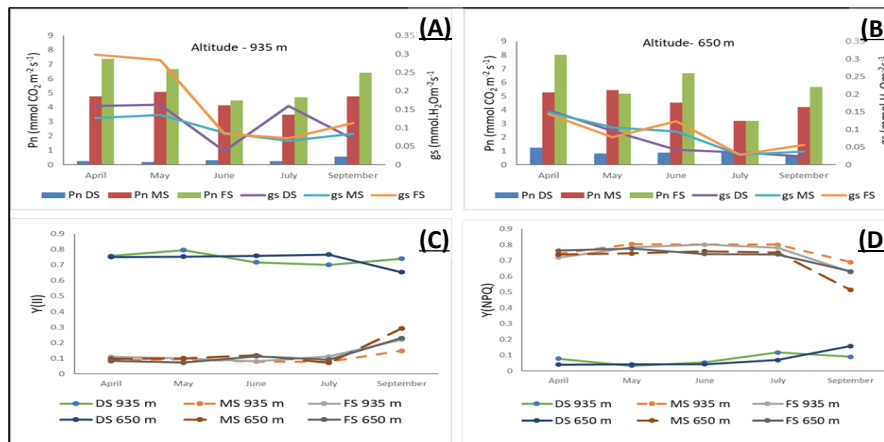 (A)
Altitude - 935 m
Pn (mmol CO₂ m⁻² s⁻¹)
9
8
7
6
5
4
3
2
1
0
0.35
0.3
0.25
0.2
0.15
0.1
0.05
0
gs (mmol.H₂Om⁻²s⁻¹)
April May June July September
Pn DS Pn MS Pn FS gs DS gs MS gs FS
(B)
Altitude- 650 m
Pn (mmol CO₂ m⁻² s⁻¹)
9
8
7
6
5
4
3
2
1
0
0.35
0.3
0.25
0.2
0.15
0.1
0.05
0
April May June July September
Pn DS Pn MS Pn FS gs DS gs MS gs FS
(C)
Y(II)
0.9
0.8
0.7
0.6
0.5
0.4
0.3
0.2
0.1
0
April May June July September
DS 935 m MS 935 m FS 935 m
DS 650 m MS 650 m FS 650 m
(D)
Y(NPQ)
0.9
0.8
0.7
0.6
0.5
0.4
0.3
0.2
0.1
0
April May June July September
DS 935 m MS 935 m FS 935 m
DS 650 m MS 650 m FS 650 m